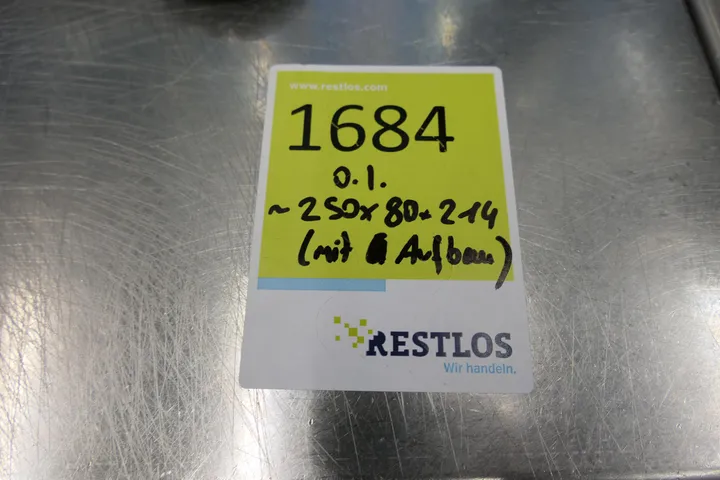 www.restlos.com
1684
O.I.
~250x80x214
(mit Aufbau)
RESTLOS
Wir handeln.